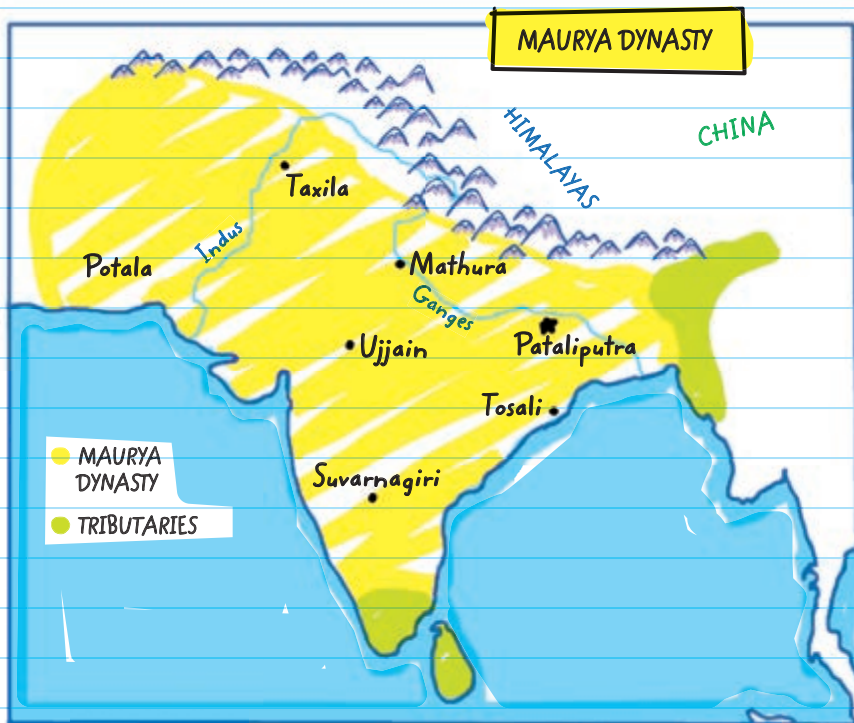 MAURYA DYNASTY
HIMALAYAS
CHINA
Taxila
Indus
Potala
Mathura
Ganges
Pataliputra
Ujjain
Tosali
Suvarnagiri
MAURYA
DYNASTY
TRIBUTARIES